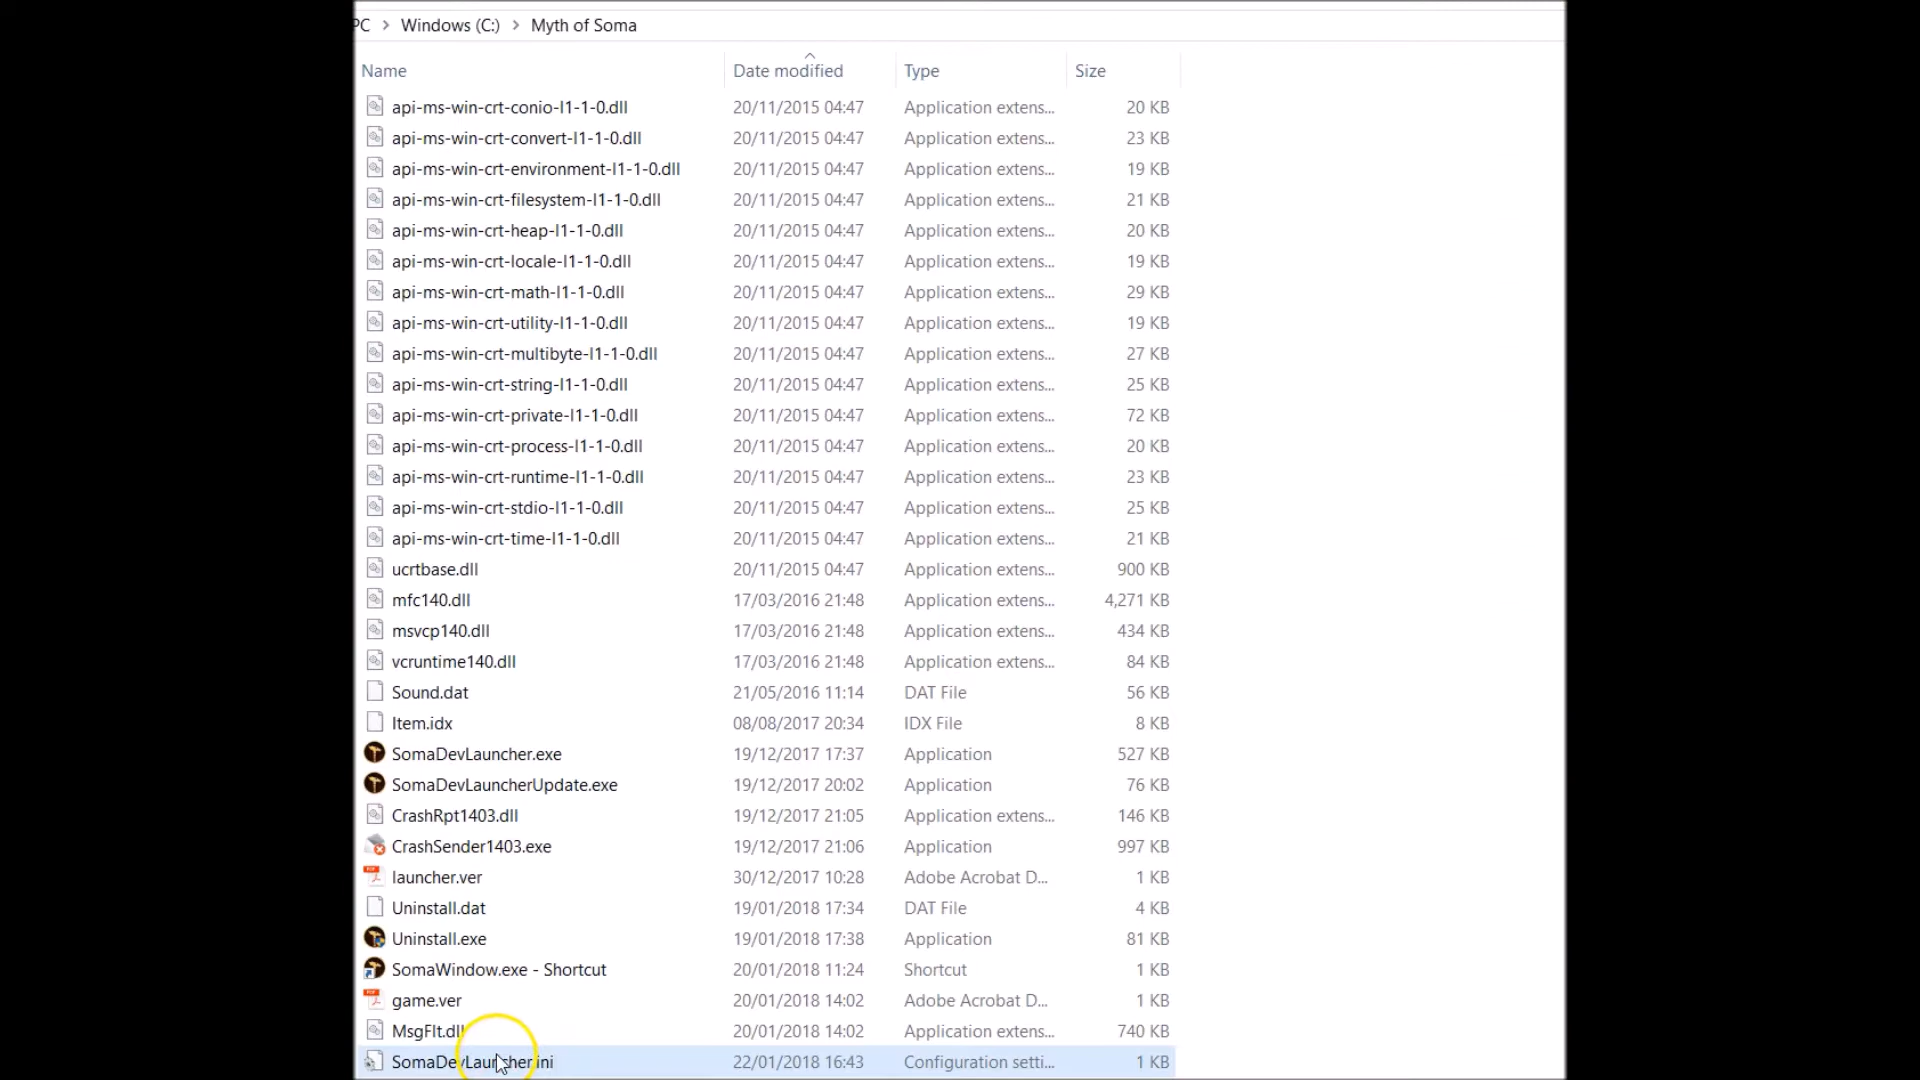 PC > Windows (C:) > Myth of Soma
Name Date modified Type Size
api-ms-win-crt-conio-l1-1-0.dll 20/11/2015 04:47 Application extens... 20 KB
api-ms-win-crt-convert-l1-1-0.dll 20/11/2015 04:47 Application extens... 23 KB
api-ms-win-crt-environment-l1-1-0.dll 20/11/2015 04:47 Application extens... 19 KB
api-ms-win-crt-filesystem-l1-1-0.dll 20/11/2015 04:47 Application extens... 21 KB
api-ms-win-crt-heap-l1-1-0.dll 20/11/2015 04:47 Application extens... 20 KB
api-ms-win-crt-locale-l1-1-0.dll 20/11/2015 04:47 Application extens... 19 KB
api-ms-win-crt-math-l1-1-0.dll 20/11/2015 04:47 Application extens... 29 KB
api-ms-win-crt-utility-l1-1-0.dll 20/11/2015 04:47 Application extens... 19 KB
api-ms-win-crt-multibyte-l1-1-0.dll 20/11/2015 04:47 Application extens... 27 KB
api-ms-win-crt-string-l1-1-0.dll 20/11/2015 04:47 Application extens... 25 KB
api-ms-win-crt-private-l1-1-0.dll 20/11/2015 04:47 Application extens... 72 KB
api-ms-win-crt-process-l1-1-0.dll 20/11/2015 04:47 Application extens... 20 KB
api-ms-win-crt-runtime-l1-1-0.dll 20/11/2015 04:47 Application extens... 23 KB
api-ms-win-crt-stdio-l1-1-0.dll 20/11/2015 04:47 Application extens... 25 KB
api-ms-win-crt-time-l1-1-0.dll 20/11/2015 04:47 Application extens... 21 KB
ucrtbase.dll 20/11/2015 04:47 Application extens... 900 KB
mfc140.dll 17/03/2016 21:48 Application extens... 4,271 KB
msvcp140.dll 17/03/2016 21:48 Application extens... 434 KB
vcruntime140.dll 17/03/2016 21:48 Application extens... 84 KB
Sound.dat 21/05/2016 11:14 DAT File 56 KB
Item.idx 08/08/2017 20:34 IDX File 8 KB
SomaDevLauncher.exe 19/12/2017 17:37 Application 527 KB
SomaDevLauncherUpdate.exe 19/12/2017 20:02 Application 76 KB
CrashRpt1403.dll 19/12/2017 21:05 Application extens... 146 KB
CrashSender1403.exe 19/12/2017 21:06 Application 997 KB
launcher.ver 30/12/2017 10:28 Adobe Acrobat D... 1 KB
Uninstall.dat 19/01/2018 17:34 DAT File 4 KB
Uninstall.exe 19/01/2018 17:38 Application 81 KB
SomaWindow.exe - Shortcut 20/01/2018 11:24 Shortcut 1 KB
game.ver 20/01/2018 14:02 Adobe Acrobat D... 1 KB
MsgFlt.dll 20/01/2018 14:02 Application extens... 740 KB
SomaDevLauncher.ini 22/01/2018 16:43 Configuration setti... 1 KB